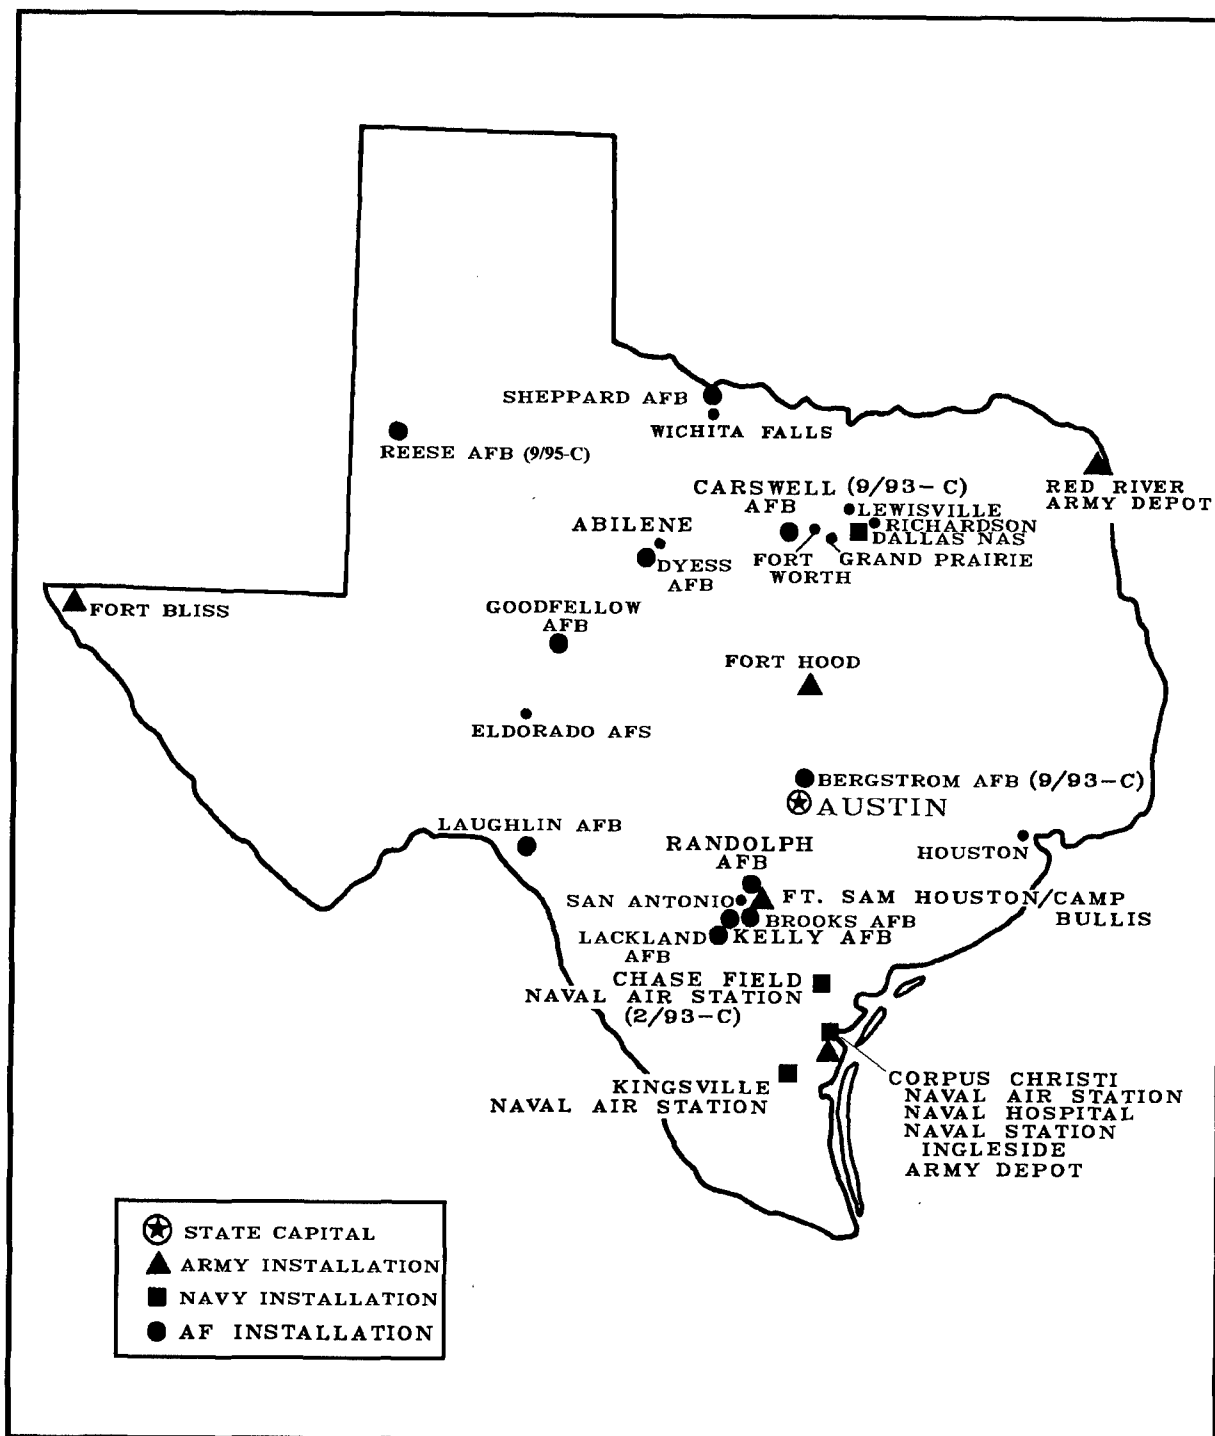 SHEPPARD AFB
WICHITA FALLS
REESE AFB (9/95-C)
CARSWELL (9/93-C)
AFB
RED RIVER
ARMY DEPOT
LEWISVILLE
RICHARDSON
DALLAS NAS
ABILENE
DYESS
AFB
FORT
WORTH
GRAND PRAIRIE
FORT BLISS
GOODFELLOW
AFB
FORT HOOD
ELDORADO AFS
BERGSTROM AFB (9/93-C)
AUSTIN
LAUGHLIN AFB
RANDOLPH
AFB
HOUSTON
SAN ANTONIO
FT. SAM HOUSTON/CAMP
BULLIS
BROOKS AFB
LACKLAND
AFB
KELLY AFB
CHASE FIELD
NAVAL AIR STATION
(2/93-C)
KINGSVILLE
NAVAL AIR STATION
CORPUS CHRISTI
NAVAL AIR STATION
NAVAL HOSPITAL
NAVAL STATION
INGLESIDE
ARMY DEPOT
STATE CAPITAL
ARMY INSTALLATION
NAVY INSTALLATION
AF INSTALLATION